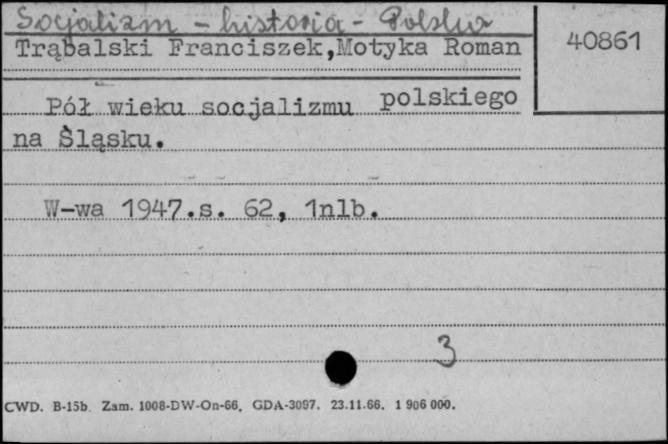 Socjalizm - historia - Polska
Trąbalski Franciszek, Motyka Roman
40861
Pół wieku socjalizmu polskiego
na Śląsku.
W-wa 1947.s. 62, 1nlb.
3
CWD. B-15b. Zam. 1008-DW-On-66. GDA-3097. 23.11.66. 1 906 000.